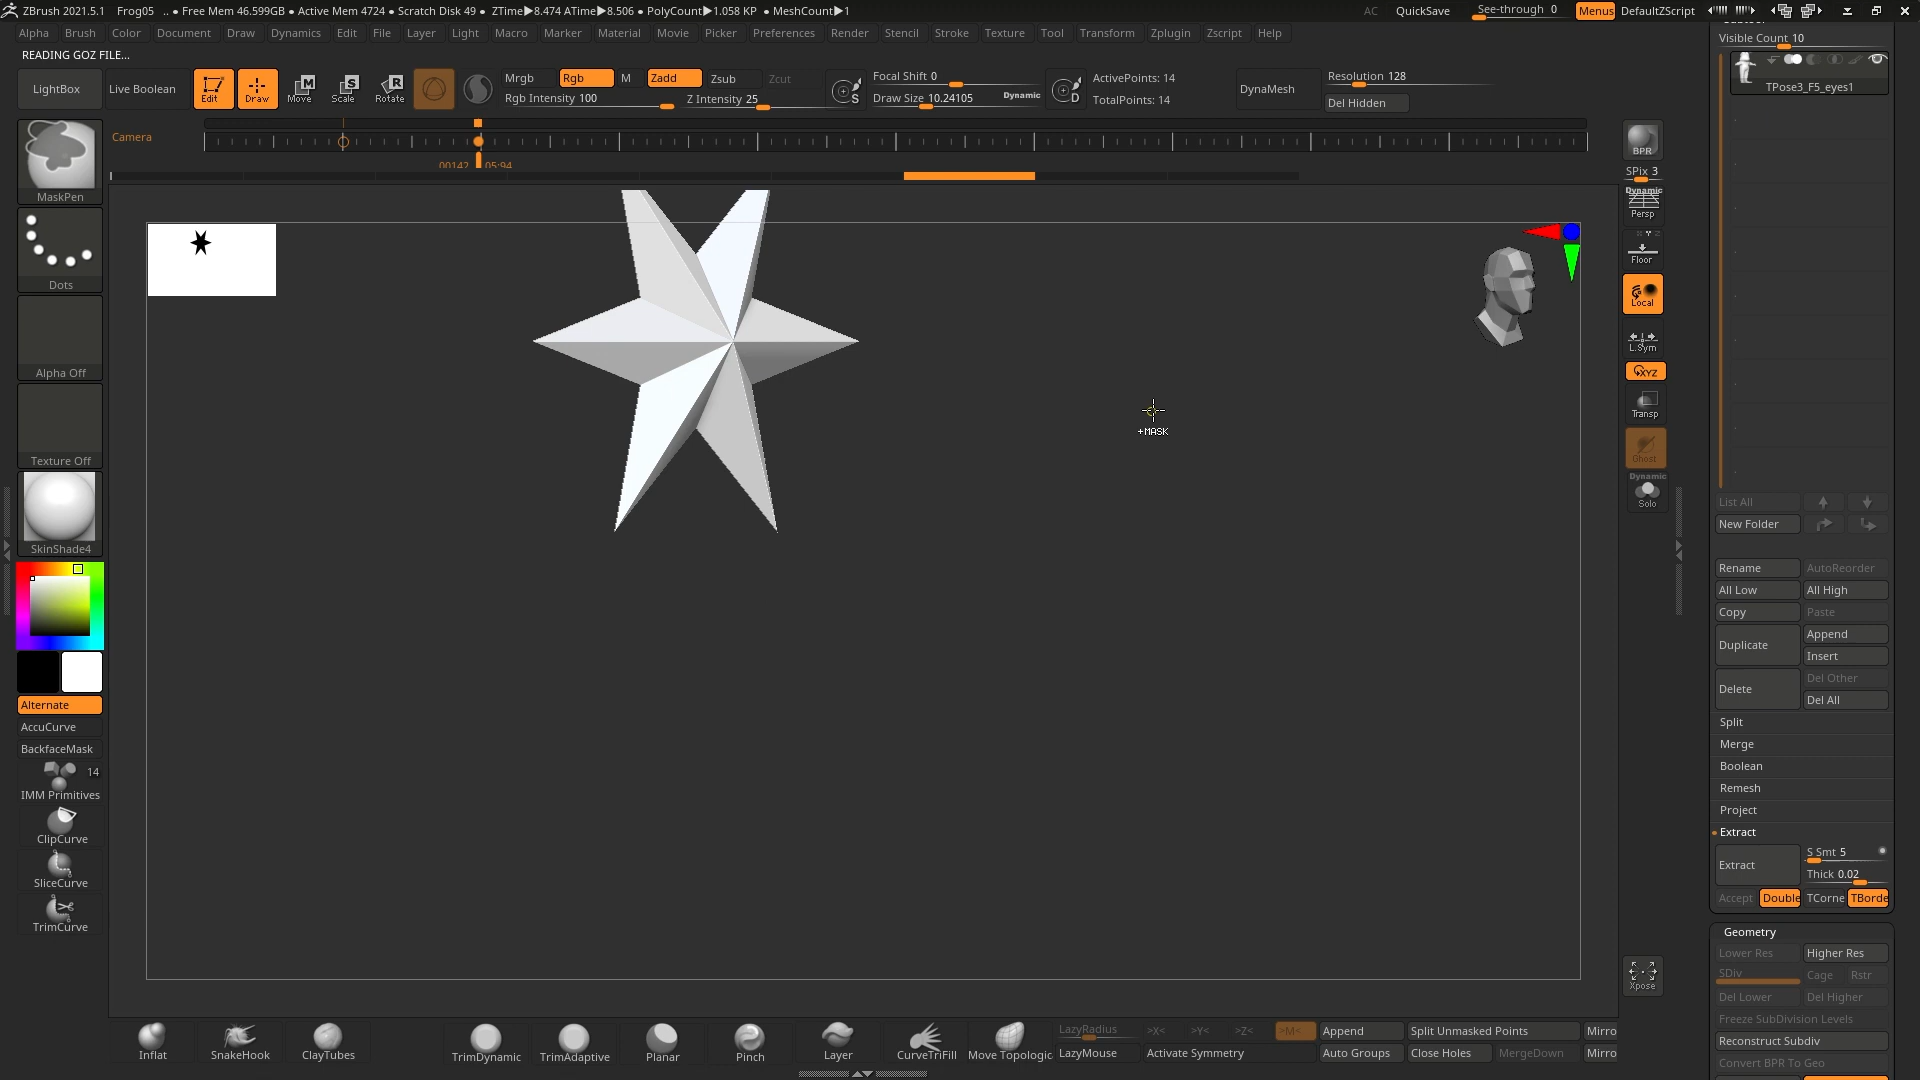 ZBrush 2021.5.1 Frog05 .. • Free Mem 46.599GB • Active Mem 4724 • Scratch Disk 49 • ZTime▶8.474 ATime▶8.506 • PolyCount▶1.058 KP • MeshCount▶1 AC QuickSave See-through 0 Menus DefaultZScript
Alpha Brush Color Document Draw Dynamics Edit File Layer Light Macro Marker Material Movie Picker Preferences Render Stencil Stroke Texture Tool Transform Zplugin Zscript Help
READING GOZ FILE...
LightBox Live Boolean Edit Draw Move Scale Rotate
Mrgb Rgb M Zadd Zsub Zcut
Rgb Intensity 100 Z Intensity 25
S
Focal Shift 0
Draw Size 10.24105 Dynamic
D
ActivePoints: 14
TotalPoints: 14
DynaMesh
Resolution 128
Del Hidden
Camera
00142 05:94
MaskPen
Dots
Alpha Off
Texture Off
SkinShade4
Alternate
AccuCurve
BackfaceMask
14
IMM Primitives
ClipCurve
SliceCurve
TrimCurve
+MASK
BPR
SPix 3
Dynamic
Persp
Floor
Local
L.Sym
XYZ
Transp
Ghost
Dynamic
Solo
Xpose
Visible Count 10
TPose3_F5_eyes1
List All
New Folder
Rename AutoReorder
All Low All High
Copy Paste
Duplicate Append
Insert
Delete Del Other
Del All
Split
Merge
Boolean
Remesh
Project
Extract
Extract S Smt 5
Thick 0.02
Accept Double TCorne TBorde
Geometry
Lower Res Higher Res
SDiv Cage Rstr
Del Lower Del Higher
Freeze SubDivision Levels
Reconstruct Subdiv
Convert BPR To Geo
Inflat SnakeHook ClayTubes TrimDynamic TrimAdaptive Planar Pinch Layer CurveTriFill Move Topologic
LazyRadius >X< >Y< >Z< >M< Append Split Unmasked Points Mirro
LazyMouse Activate Symmetry Auto Groups Close Holes MergeDown Mirro